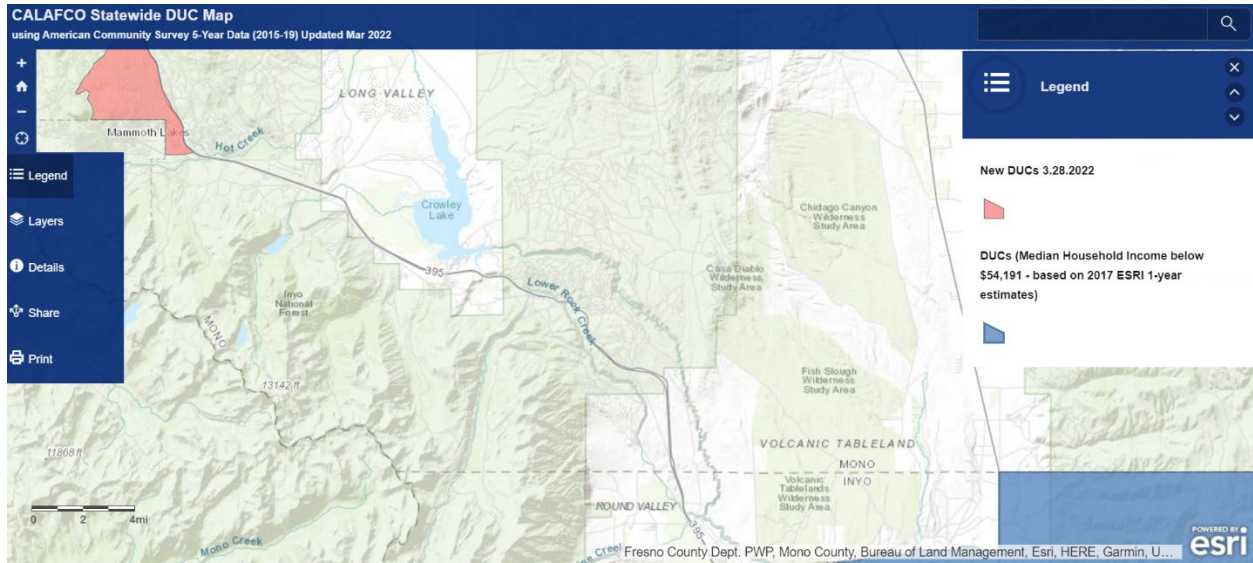 CALAFCO Statewide DUC Map
using American Community Survey 5-Year Data (2015-19) Updated Mar 2022
Legend
Layers
Details
Share
Print
Legend
New DUCs 3.28.2022
DUCs (Median Household Income below
$54,191 - based on 2017 ESRI 1-year
estimates)
LONG VALLEY
Mammoth Lakes
Hot Creek
Crowley
Lake
Chidago Canyon
Wilderness
Study Area
395
Casa Diablo
Wilderness
Study Area
Lower Rock Creek
Inyo
National
Forest
MONO
13142 ft
Fish Slough
Wilderness
Study Area
11868 ft
VOLCANIC TABLELAND
MONO
INYO
Volcanic
Tablelands
Wilderness
Study Area
ROUND VALLEY
395
0 2 4mi
Mono Creek
Fresno County Dept. PWP, Mono County, Bureau of Land Management, Esri, HERE, Garmin, U...
POWERED BY
esri